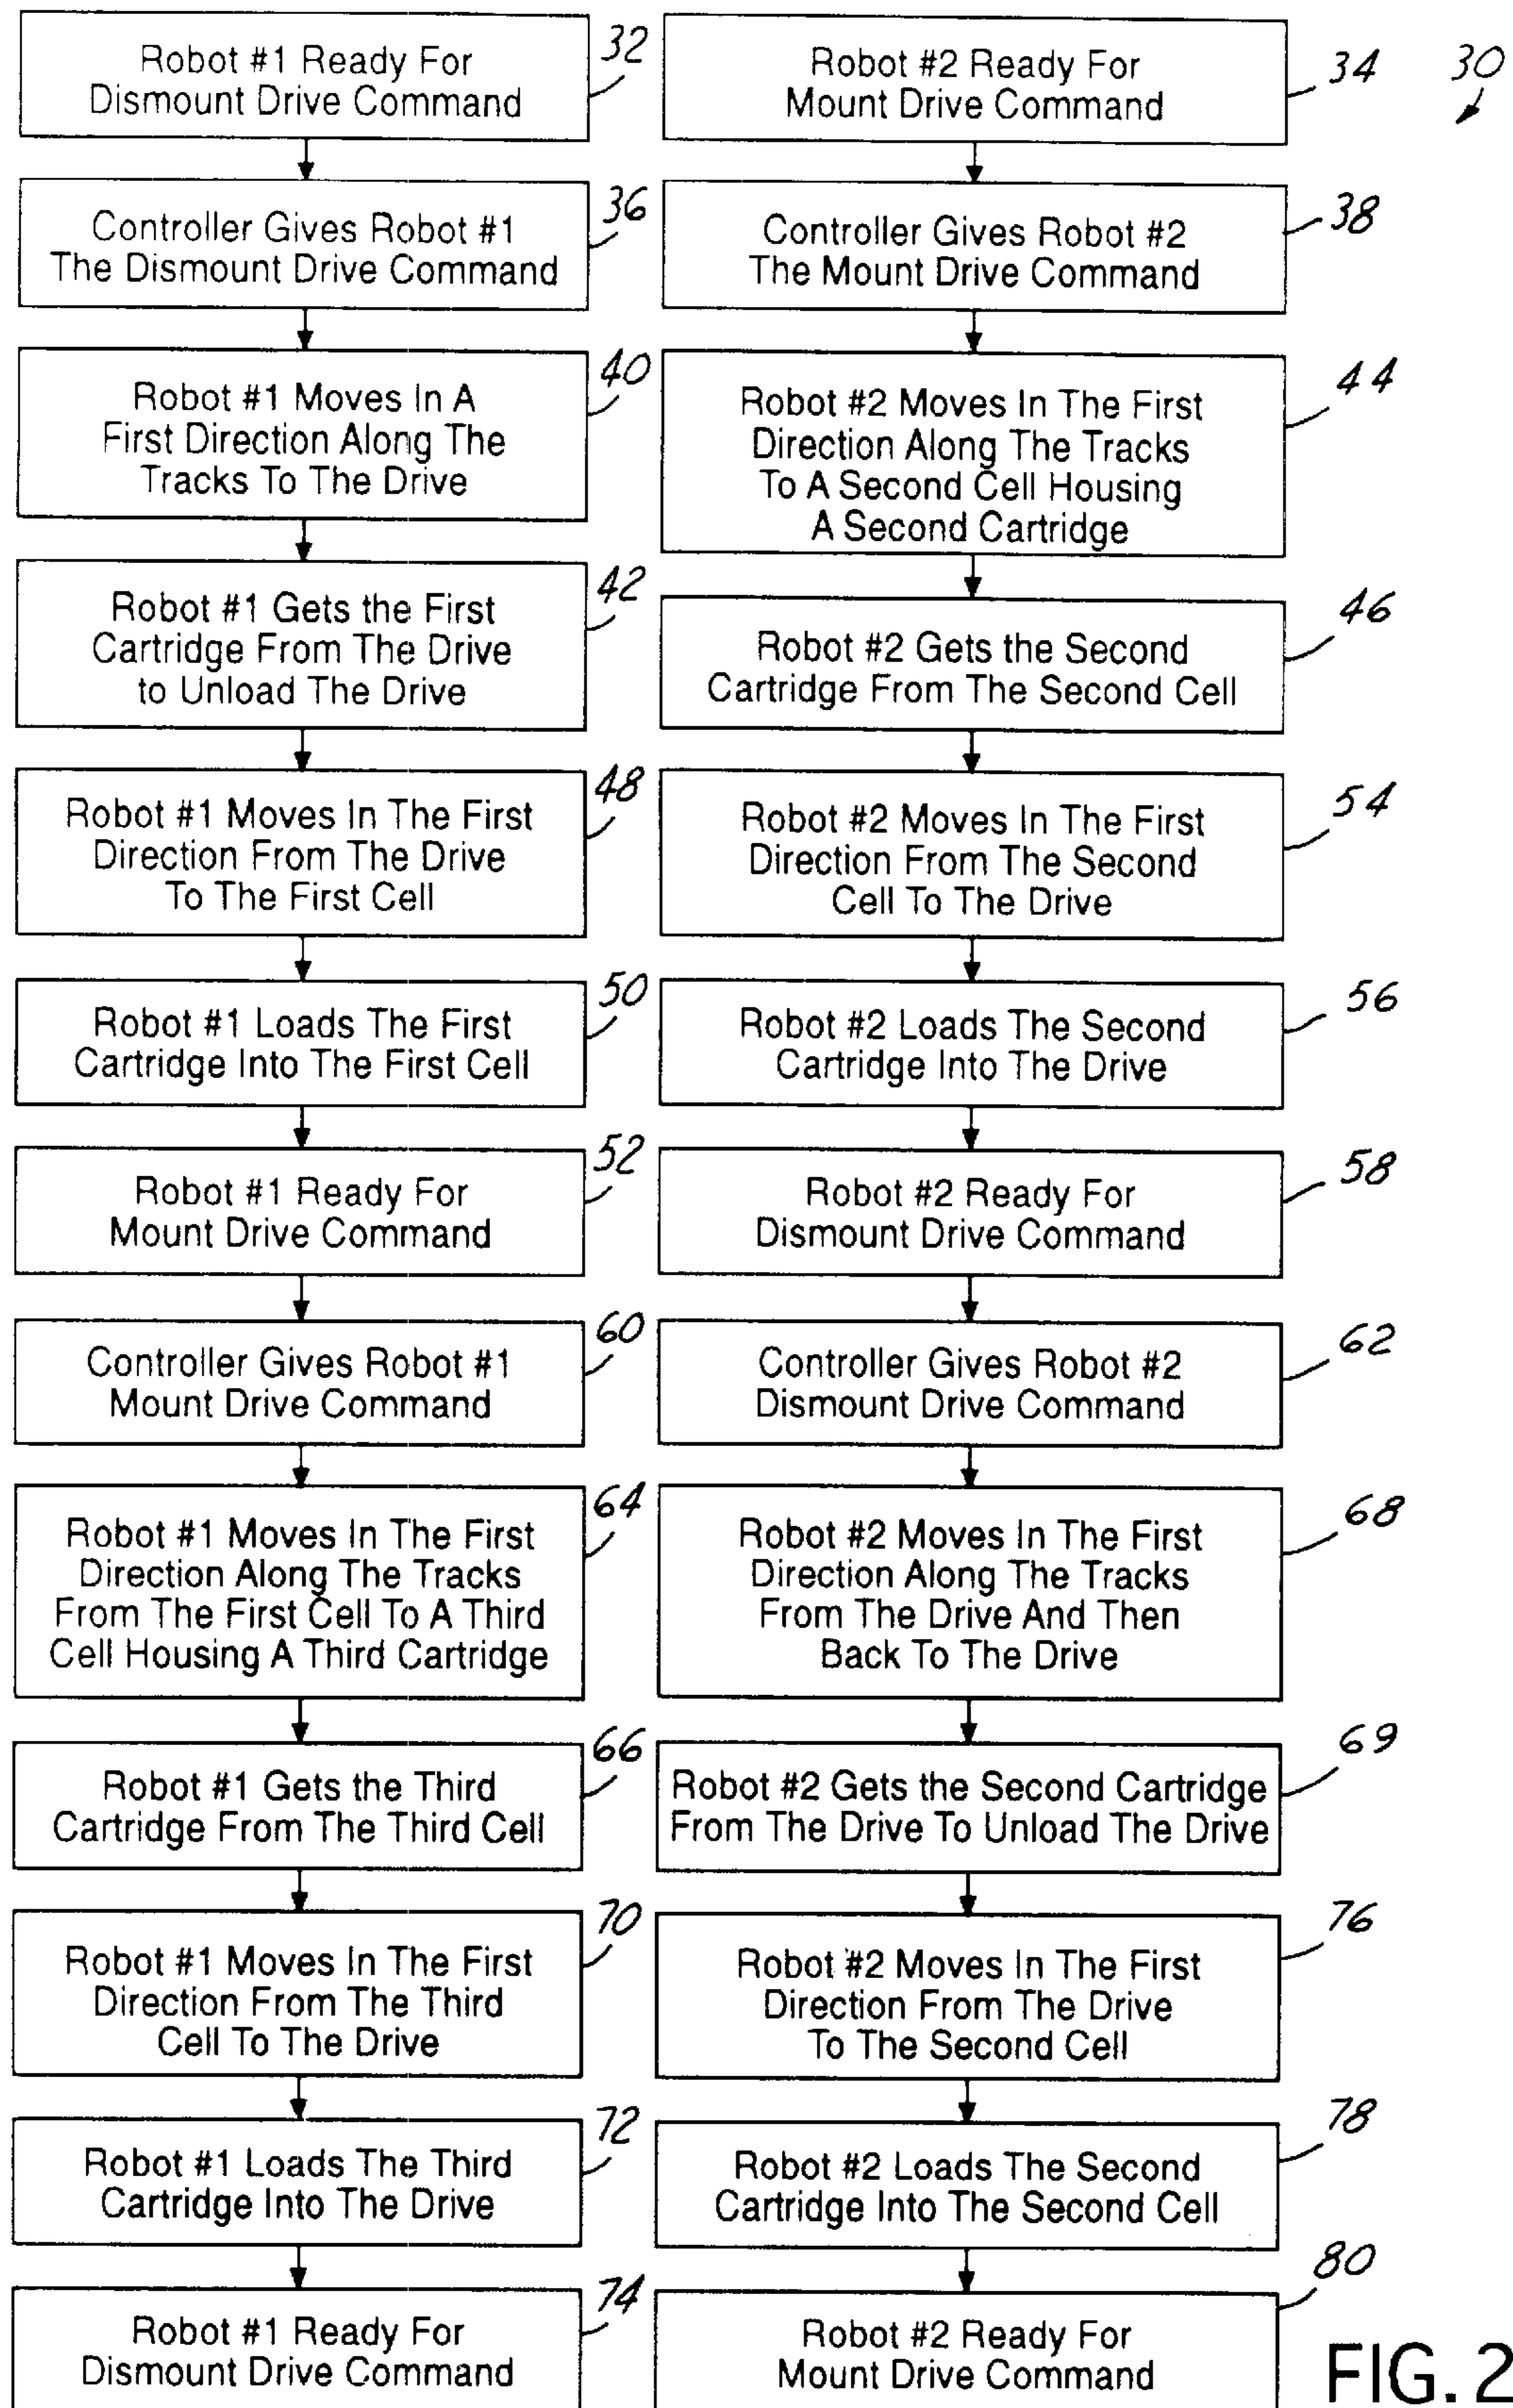 Robot #1 Ready For
Dismount Drive Command
32
Robot #2 Ready For
Mount Drive Command
34
30
Controller Gives Robot #1
The Dismount Drive Command
36
Controller Gives Robot #2
The Mount Drive Command
38
Robot #1 Moves In A
First Direction Along The
Tracks To The Drive
40
Robot #2 Moves In The First
Direction Along The Tracks
To A Second Cell Housing
A Second Cartridge
44
Robot #1 Gets the First
Cartridge From The Drive
to Unload The Drive
42
Robot #2 Gets the Second
Cartridge From The Second Cell
46
Robot #1 Moves In The First
Direction From The Drive
To The First Cell
48
Robot #2 Moves In The First
Direction From The Second
Cell To The Drive
54
Robot #1 Loads The First
Cartridge Into The First Cell
50
Robot #2 Loads The Second
Cartridge Into The Drive
56
Robot #1 Ready For
Mount Drive Command
52
Robot #2 Ready For
Dismount Drive Command
58
Controller Gives Robot #1
Mount Drive Command
60
Controller Gives Robot #2
Dismount Drive Command
62
Robot #1 Moves In The First
Direction Along The Tracks
From The First Cell To A Third
Cell Housing A Third Cartridge
64
Robot #2 Moves In The First
Direction Along The Tracks
From The Drive And Then
Back To The Drive
68
Robot #1 Gets the Third
Cartridge From The Third Cell
66
Robot #2 Gets the Second Cartridge
From The Drive To Unload The Drive
69
Robot #1 Moves In The First
Direction From The Third
Cell To The Drive
70
Robot #2 Moves In The First
Direction From The Drive
To The Second Cell
76
Robot #1 Loads The Third
Cartridge Into The Drive
72
Robot #2 Loads The Second
Cartridge Into The Second Cell
78
Robot #1 Ready For
Dismount Drive Command
74
Robot #2 Ready For
Mount Drive Command
80
FIG. 2